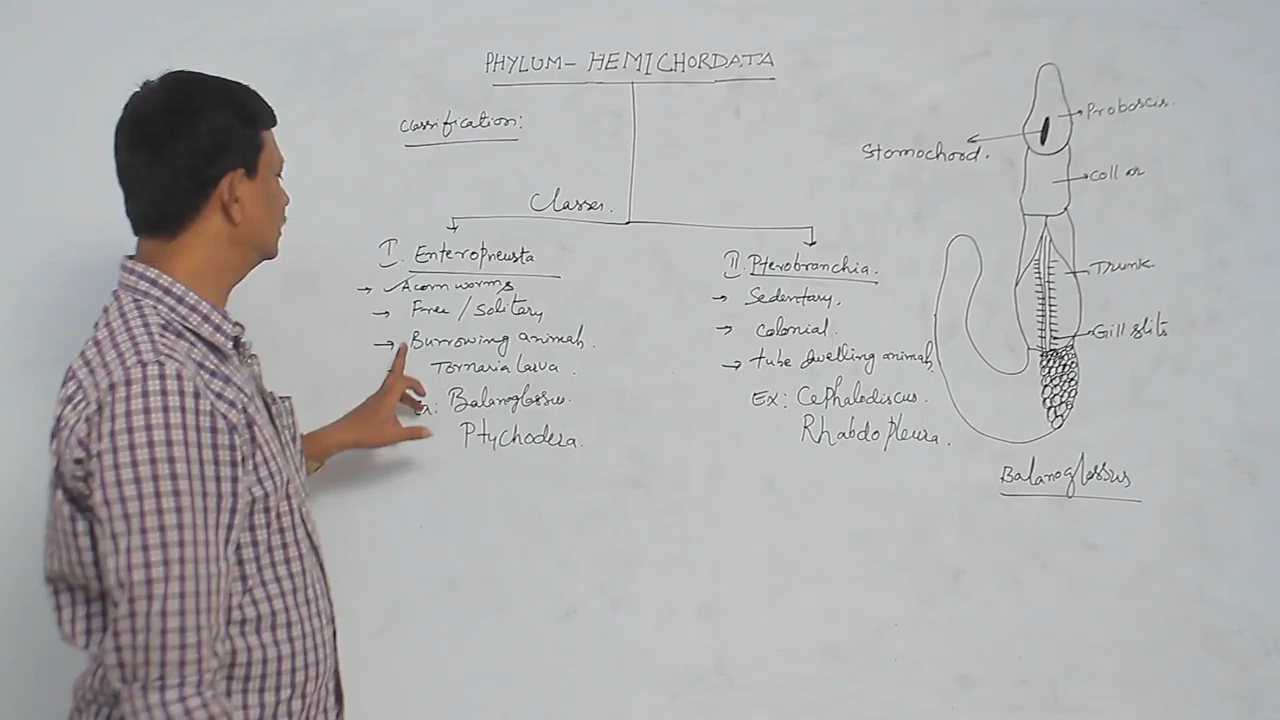 PHYLUM- HEMICHORDATA
Classification:
Classes.
I. Enteropneusta
→ Acorn worms
→ Free / Solitary
→ Burrowing animals.
Tornaria Larva.
Balanoglossus.
Ptychodera.
II. Pterobranchia.
→ Sedentary,
→ colonial.
→ tube dwelling animals,
Ex: Cephalodiscus.
Rhabdopleura.
Proboscis.
Stomochord.
collar
Trunk
Gill slits
Balanoglossus